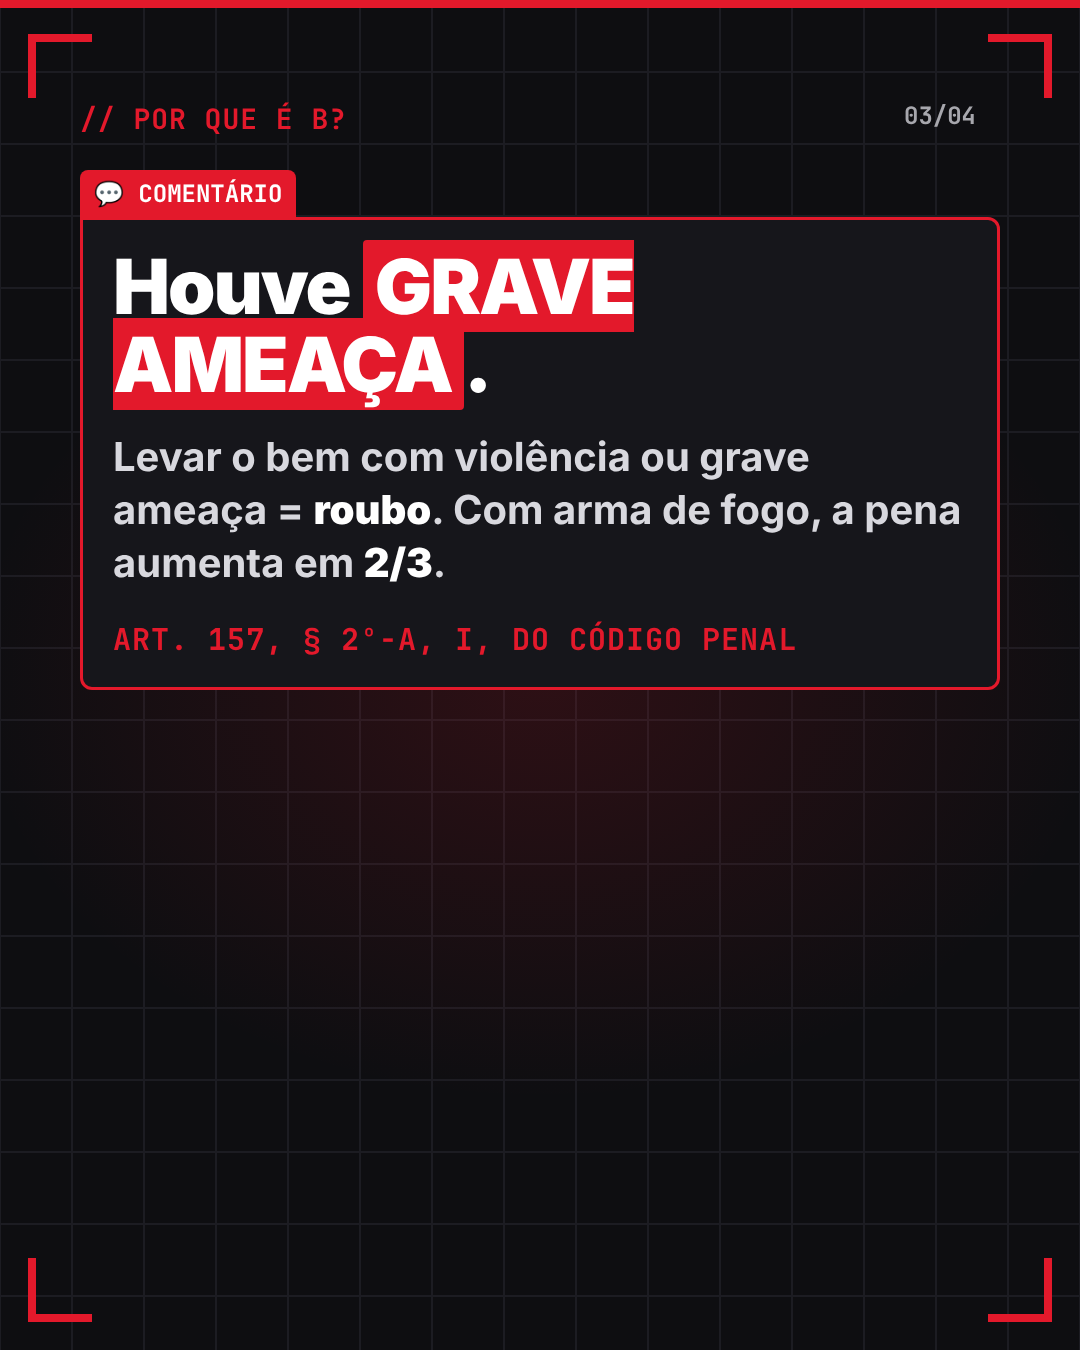 // POR QUE É B?
03/04
💬 COMENTÁRIO
Houve GRAVE
AMEAÇA.
Levar o bem com violência ou grave
ameaça = roubo. Com arma de fogo, a pena
aumenta em 2/3.
ART. 157, § 2º-A, I, DO CÓDIGO PENAL